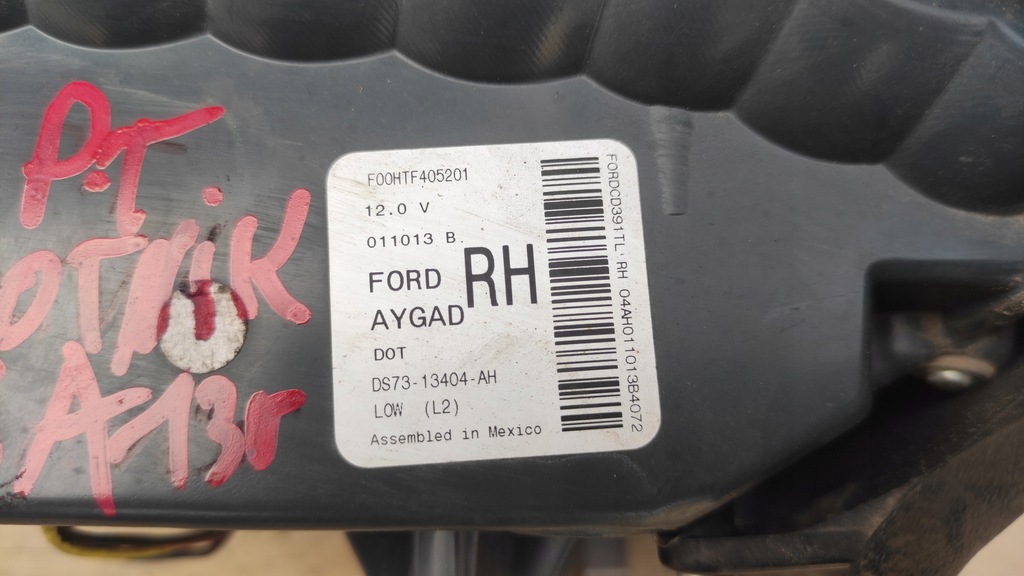 P.T.
A-13г
F00HTF405201
12.0 V
011013 B
FORD
RH
AYGAD
DOT
DS73-13404-AH
LOW (L2)
Assembled in Mexico
FORDCD391TL'RH 04AH011013B4072